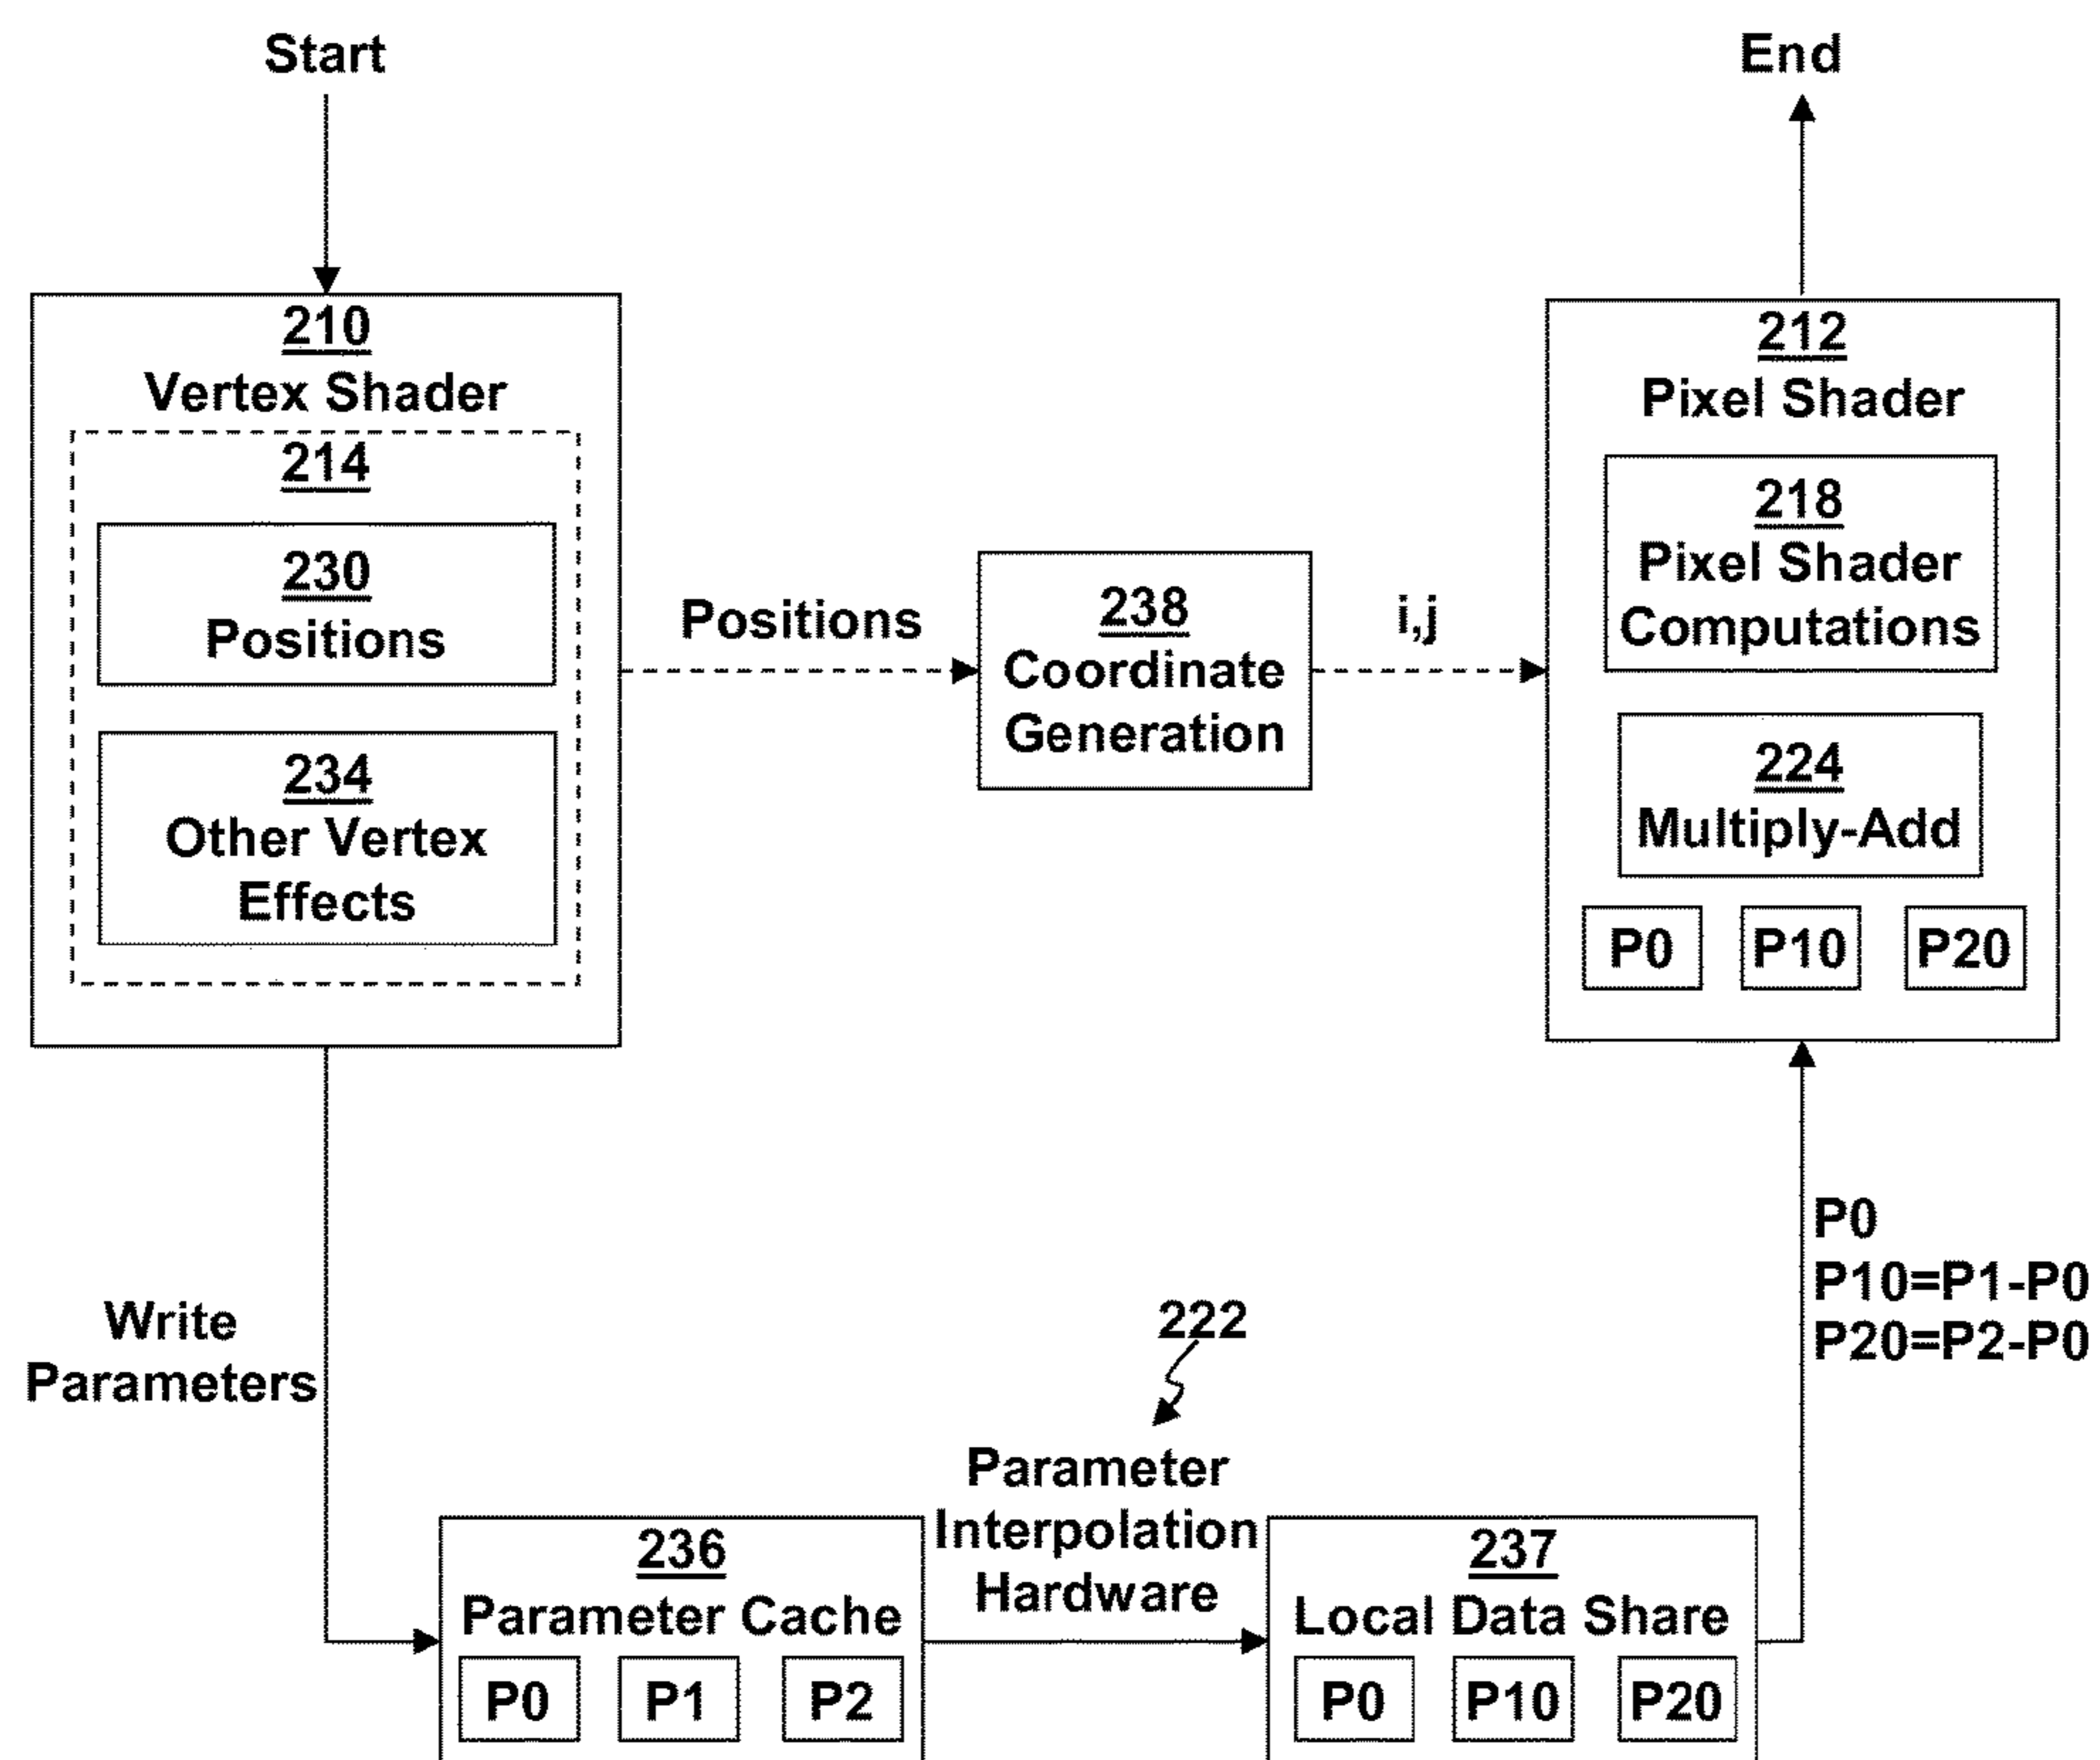 Start
End
210
Vertex Shader
214
230
Positions
234
Other Vertex
Effects
Positions
238
Coordinate
Generation
i,j
212
Pixel Shader
218
Pixel Shader
Computations
224
Multiply-Add
P0
P10
P20
Write
Parameters
236
Parameter Cache
P0
P1
P2
222
Parameter
Interpolation
Hardware
237
Local Data Share
P0
P10
P20
P0
P10=P1-P0
P20=P2-P0